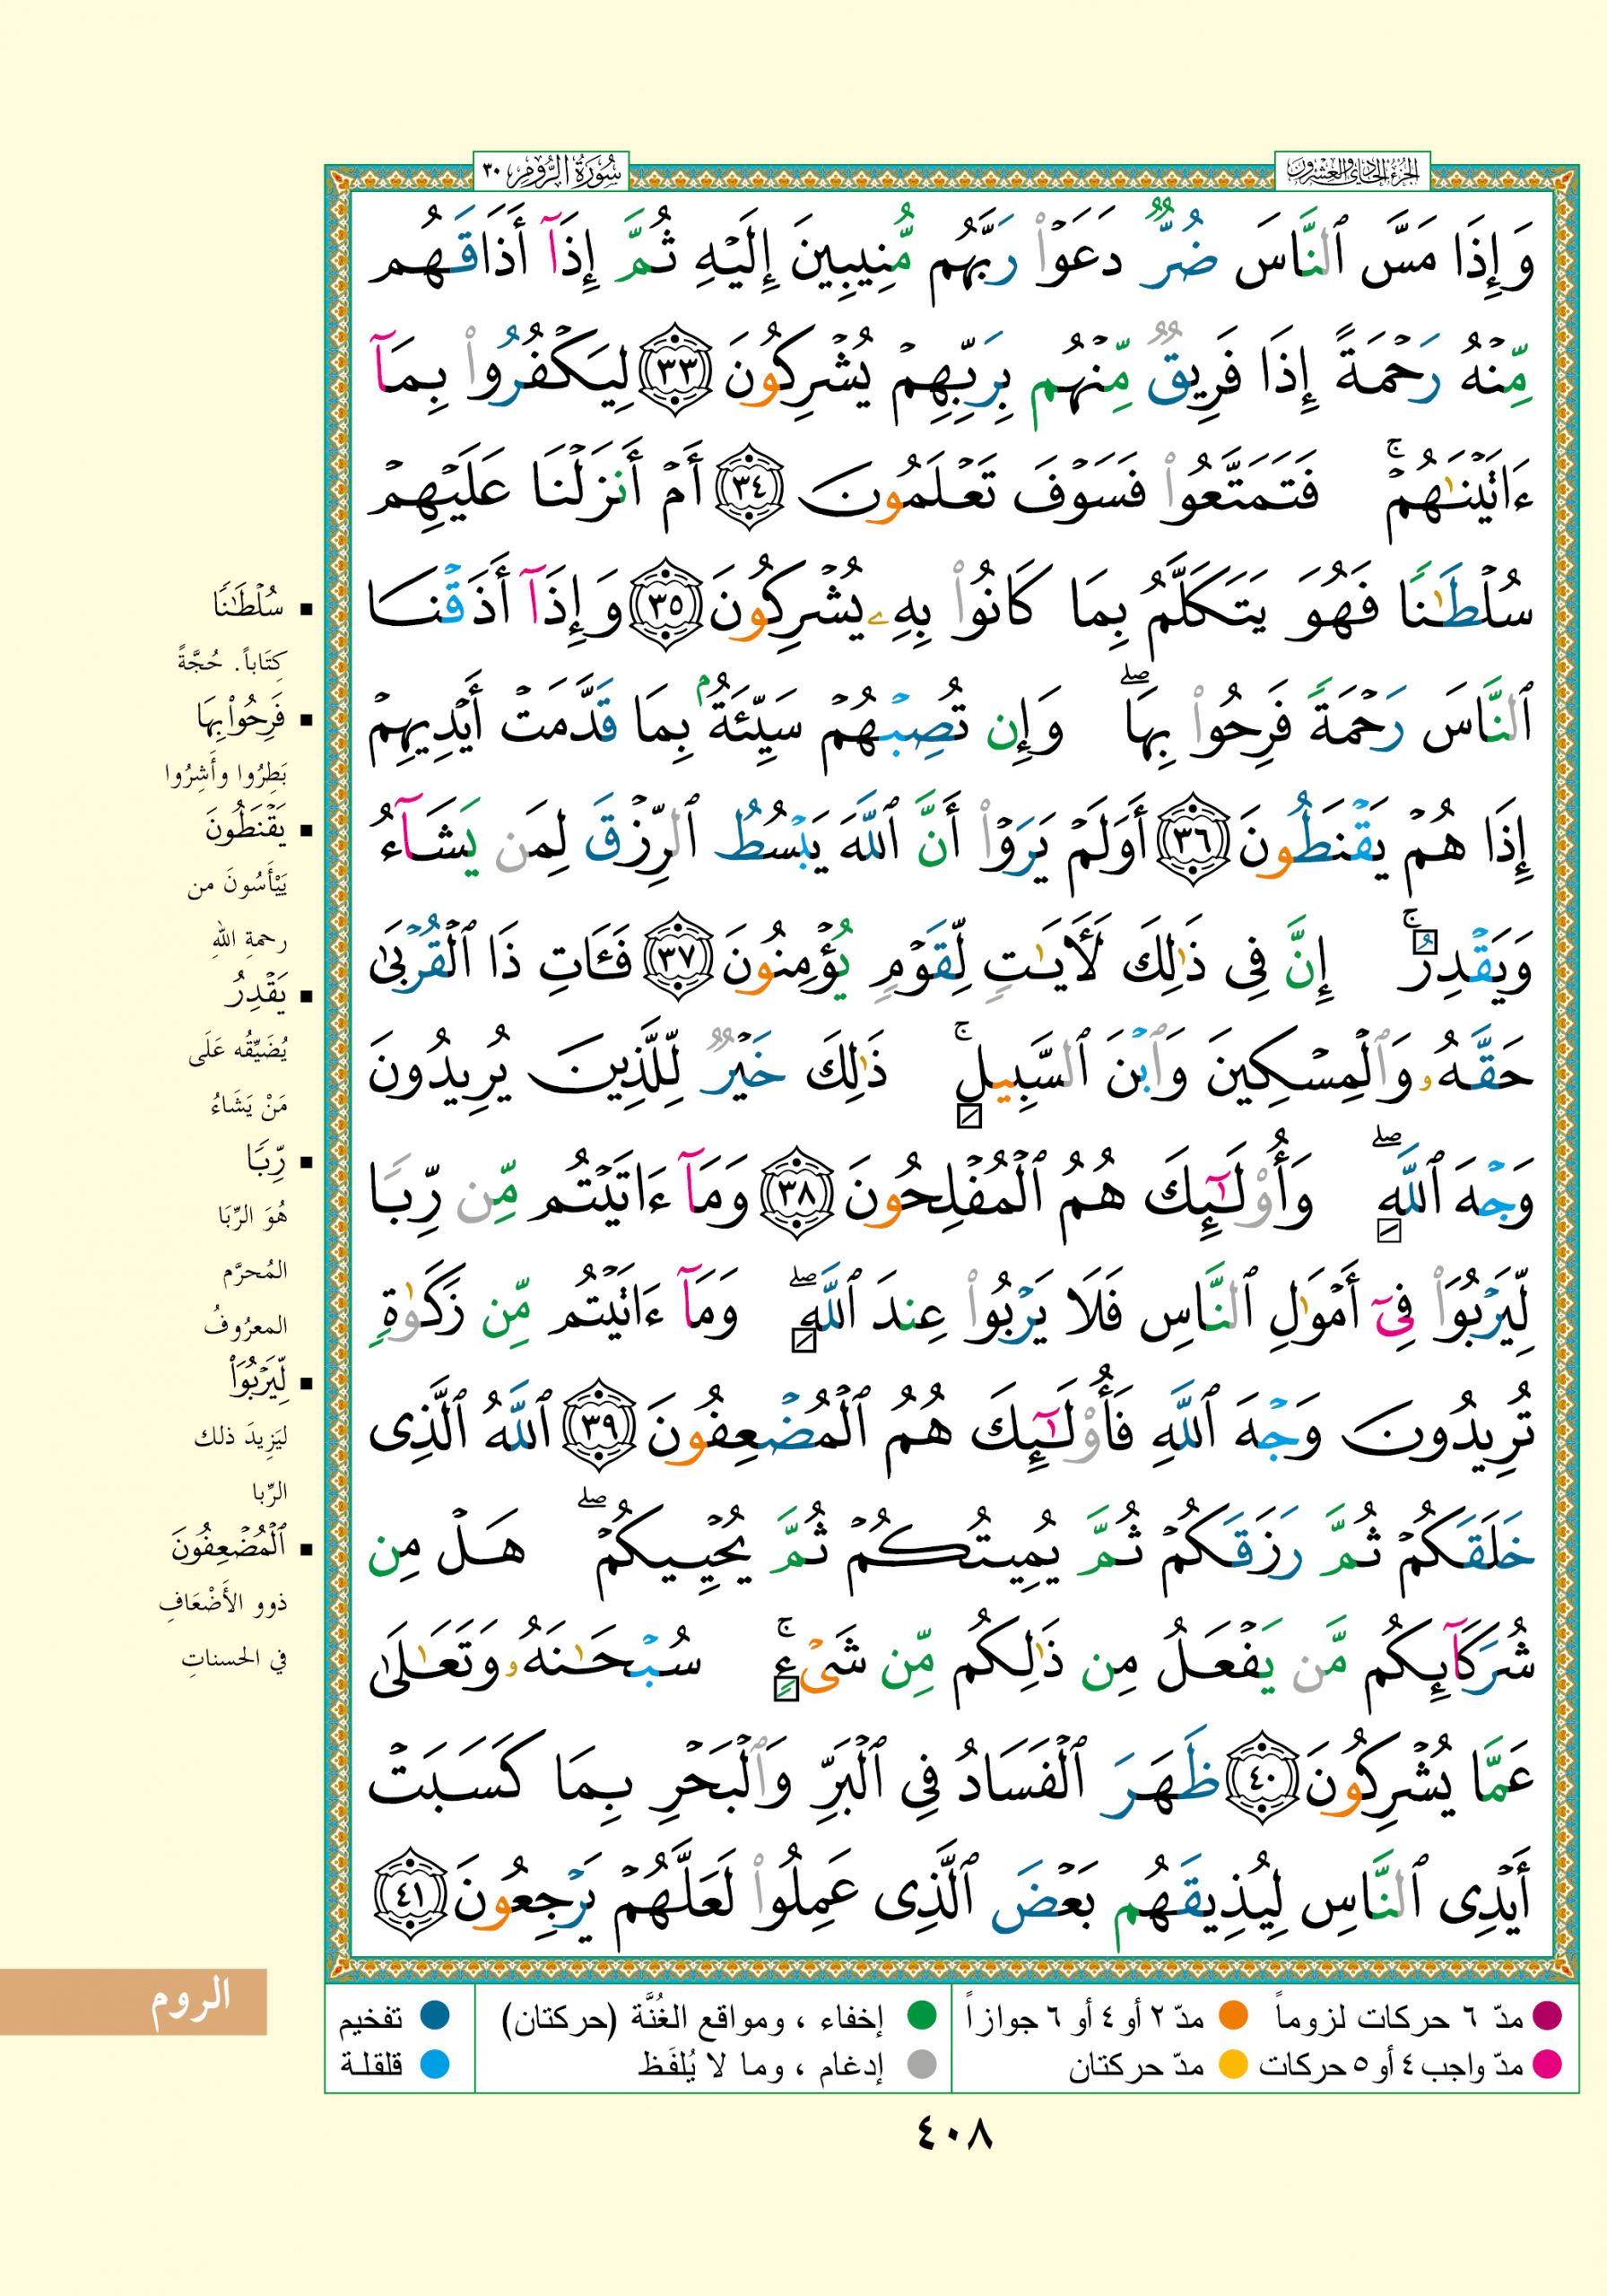 الجزء الحادي والعشرون
سُورَةُ الرُّومِ ٣٠
وَإِذَا مَسَّ ٱلنَّاسَ ضُرٌّ دَعَوْا۟ رَبَّهُم مُّنِيبِينَ إِلَيْهِ ثُمَّ إِذَآ أَذَاقَهُم
مِّنْهُ رَحْمَةً إِذَا فَرِيقٌ مِّنْهُم بِرَبِّهِمْ يُشْرِكُونَ ٣٣ لِيَكْفُرُوا۟ بِمَآ
ءَاتَيْنَـٰهُمْ ۚ فَتَمَتَّعُوا۟ فَسَوْفَ تَعْلَمُونَ ٣٤ أَمْ أَنزَلْنَا عَلَيْهِمْ
سُلْطَـٰنًا فَهُوَ يَتَكَلَّمُ بِمَا كَانُوا۟ بِهِۦ يُشْرِكُونَ ٣٥ وَإِذَآ أَذَقْنَا
ٱلنَّاسَ رَحْمَةً فَرِحُوا۟ بِهَا ۖ وَإِن تُصِبْهُمْ سَيِّئَةٌۢ بِمَا قَدَّمَتْ أَيْدِيهِمْ
إِذَا هُمْ يَقْنَطُونَ ٣٦ أَوَلَمْ يَرَوْا۟ أَنَّ ٱللَّهَ يَبْسُطُ ٱلرِّزْقَ لِمَن يَشَآءُ
وَيَقْدِرُ ۚ إِنَّ فِى ذَٰلِكَ لَـَٔايَـٰتٍ لِّقَوْمٍ يُؤْمِنُونَ ٣٧ فَـَٔاتِ ذَا ٱلْقُرْبَىٰ
حَقَّهُۥ وَٱلْمِسْكِينَ وَٱبْنَ ٱلسَّبِيلِ ۚ ذَٰلِكَ خَيْرٌ لِّلَّذِينَ يُرِيدُونَ
وَجْهَ ٱللَّهِ ۖ وَأُو۟لَـٰٓئِكَ هُمُ ٱلْمُفْلِحُونَ ٣٨ وَمَآ ءَاتَيْتُم مِّن رِّبًا
لِّيَرْبُوَا۟ فِىٓ أَمْوَٰلِ ٱلنَّاسِ فَلَا يَرْبُوا۟ عِندَ ٱللَّهِ ۖ وَمَآ ءَاتَيْتُم مِّن زَكَوٰةٍ
تُرِيدُونَ وَجْهَ ٱللَّهِ فَأُو۟لَـٰٓئِكَ هُمُ ٱلْمُضْعِفُونَ ٣٩ ٱللَّهُ ٱلَّذِى
خَلَقَكُمْ ثُمَّ رَزَقَكُمْ ثُمَّ يُمِيتُكُمْ ثُمَّ يُحْيِيكُمْ ۖ هَلْ مِن
شُرَكَآئِكُم مَّن يَفْعَلُ مِن ذَٰلِكُم مِّن شَىْءٍ ۚ سُبْحَـٰنَهُۥ وَتَعَـٰلَىٰ
عَمَّا يُشْرِكُونَ ٤٠ ظَهَرَ ٱلْفَسَادُ فِى ٱلْبَرِّ وَٱلْبَحْرِ بِمَا كَسَبَتْ
أَيْدِى ٱلنَّاسِ لِيُذِيقَهُم بَعْضَ ٱلَّذِى عَمِلُوا۟ لَعَلَّهُمْ يَرْجِعُونَ ٤١
■ سُلْطَـٰنًا
كِتَاباً. حُجَّةً
■ فَرِحُوا۟ بِهَا
بَطِرُوا وأَشِرُوا
■ يَقْنَطُونَ
يَيْأَسُونَ من
رحمةِ اللهِ
■ يَقْدِرُ
يُضَيِّقُه عَلَى
مَنْ يَشَاءُ
■ رِّبًا
هُوَ الرِّبَا
المُحرَّم
المعرُوفُ
■ لِّيَرْبُوَا۟
ليَزِيدَ ذلك
الرِّبا
■ ٱلْمُضْعِفُونَ
ذوو الأَضْعَافِ
في الحسناتِ
الروم
مدّ ٦ حركات لزوماً مدّ ٢ أو ٤ أو ٦ جوازاً إخفاء ، ومواقع الغُنَّة (حركتان) تفخيم
مدّ واجب ٤ أو ٥ حركات مدّ حركتان إدغام ، وما لا يُلفَظ قلقلة
٤٠٨